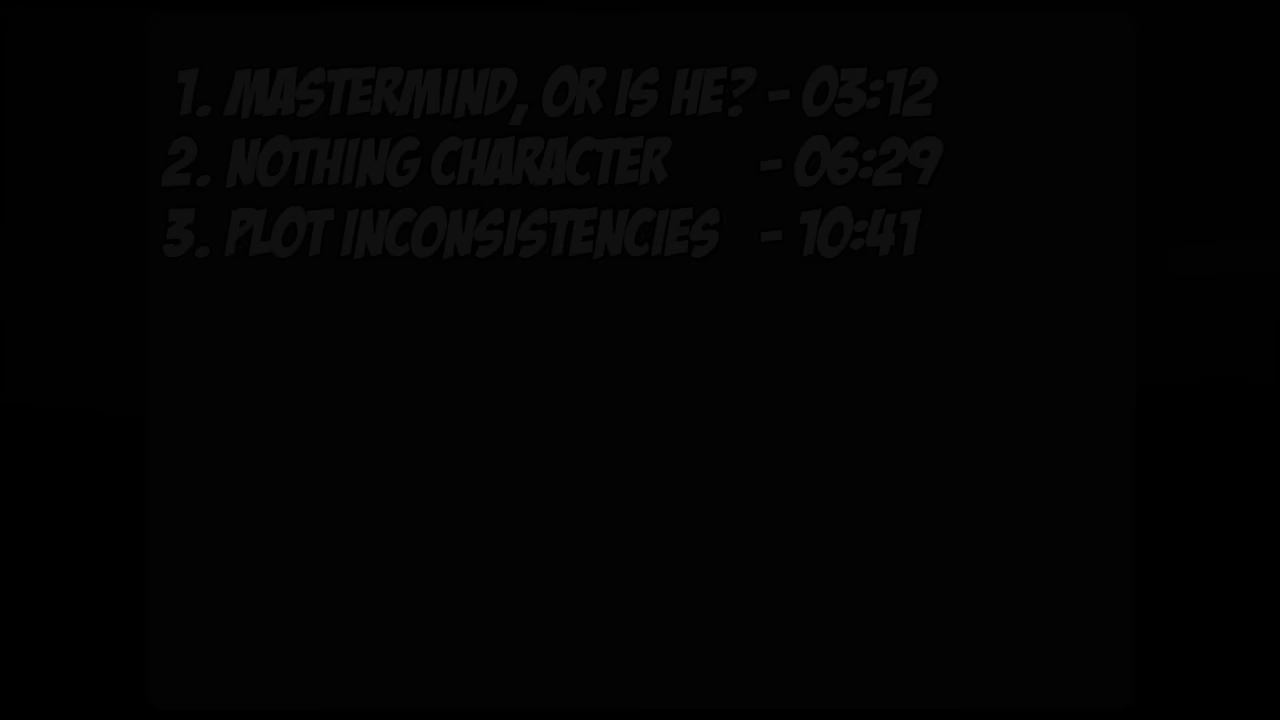 1. MASTERMIND, OR IS HE? - 03:12
2. NOTHING CHARACTER - 06:29
3. PLOT INCONSISTENCIES - 10:41